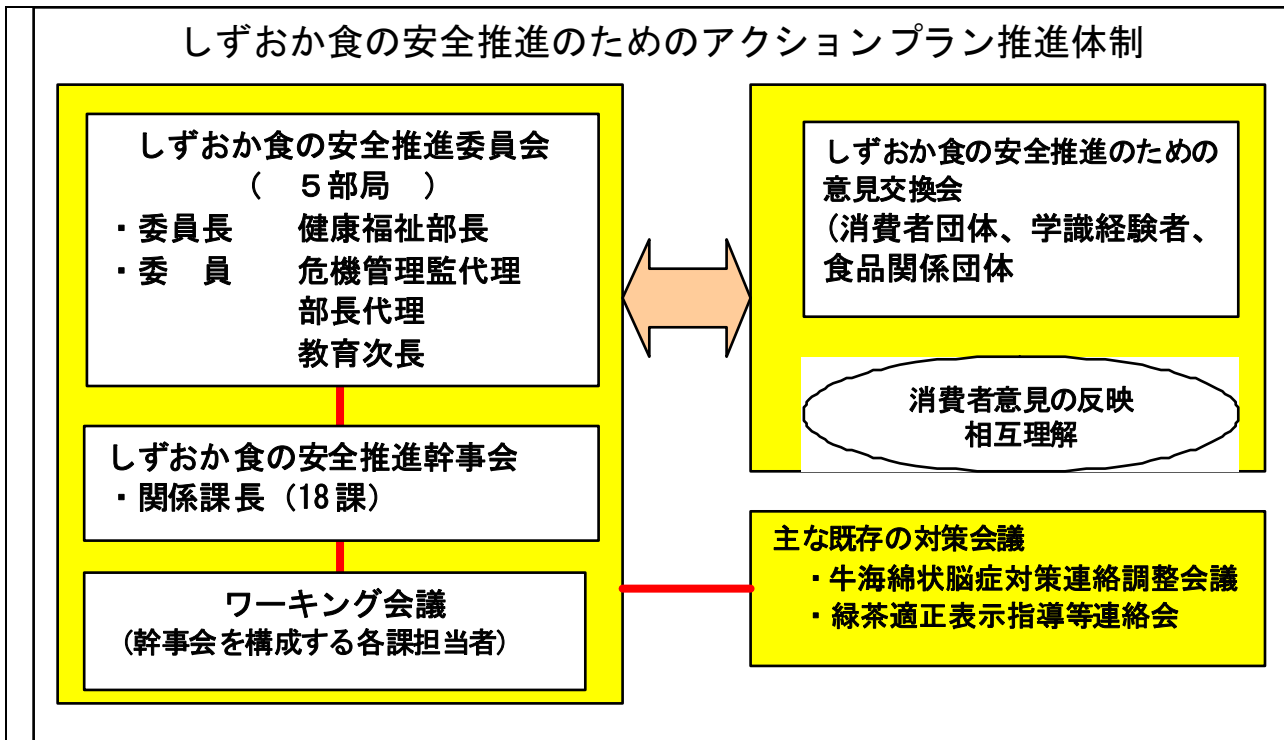 しずおか食の安全推進のためのアクションプラン推進体制
しずおか食の安全推進委員会
（　５部局　）
・委員長　　健康福祉部長
・委　員　　危機管理監代理
部長代理
教育次長
しずおか食の安全推進幹事会
・関係課長（18課）
ワーキング会議
（幹事会を構成する各課担当者）
しずおか食の安全推進のための
意見交換会
（消費者団体、学識経験者、
食品関係団体
消費者意見の反映
相互理解
主な既存の対策会議
・牛海綿状脳症対策連絡調整会議
・緑茶適正表示指導等連絡会